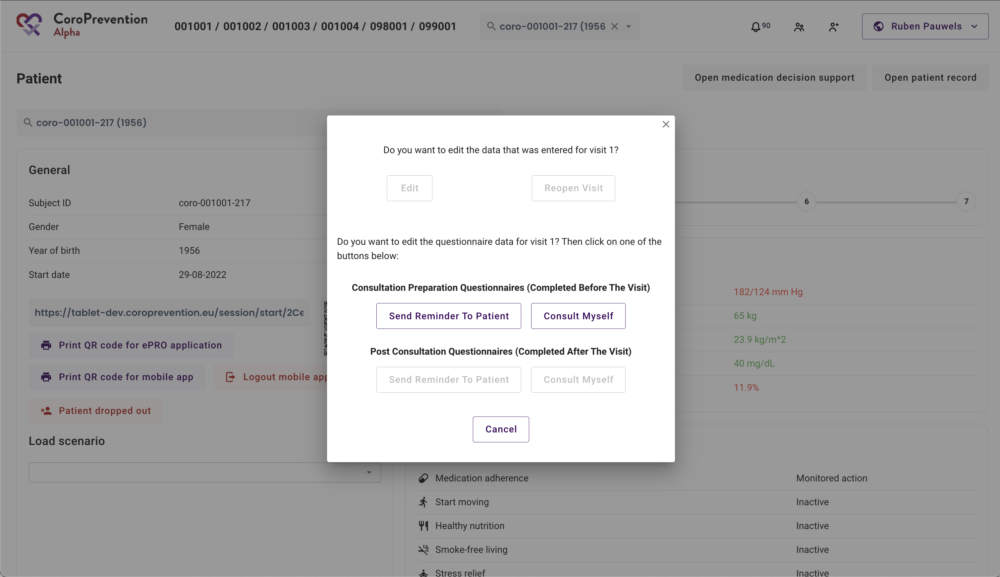 CoroPrevention
Alpha
001001 / 001002 / 001003 / 001004 / 098001 / 099001
coro-001001-217 (1956
90
Ruben Pauwels
Patient
Open medication decision support
Open patient record
coro-001001-217 (1956)
General
Subject ID coro-001001-217
Gender Female
Year of birth 1956
Start date 29-08-2022
https://tablet-dev.coroprevention.eu/session/start/2Ce
Print QR code for ePRO application
Print QR code for mobile app
Logout mobile app
Patient dropped out
Load scenario
Do you want to edit the data that was entered for visit 1?
Edit
Reopen Visit
Do you want to edit the questionnaire data for visit 1? Then click on one of the
buttons below:
Consultation Preparation Questionnaires (Completed Before The Visit)
Send Reminder To Patient
Consult Myself
Post Consultation Questionnaires (Completed After The Visit)
Send Reminder To Patient
Consult Myself
Cancel
6
7
182/124 mm Hg
65 kg
23.9 kg/m^2
40 mg/dL
11.9%
Medication adherence Monitored action
Start moving Inactive
Healthy nutrition Inactive
Smoke-free living Inactive
Stress relief Inactive